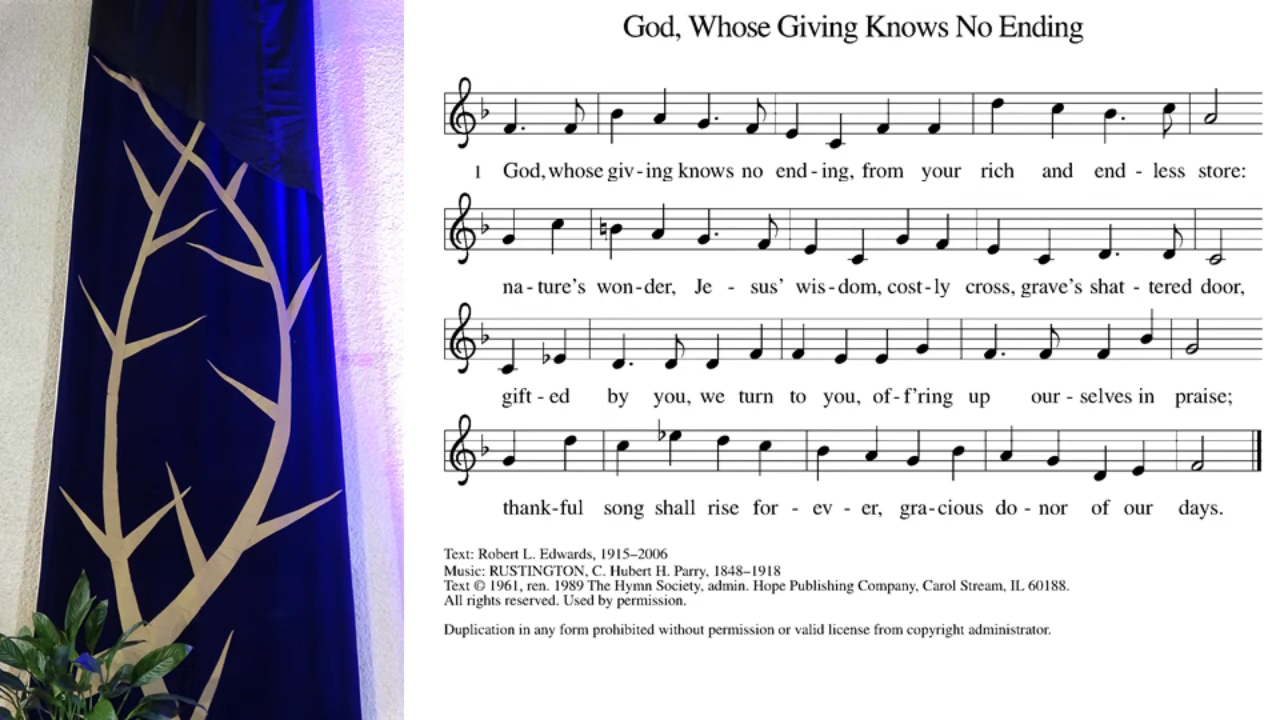 God, Whose Giving Knows No Ending
1 God, whose giv - ing knows no end - ing, from your rich and end - less store:
na - ture’s won - der, Je - sus’ wis - dom, cost - ly cross, grave’s shat - tered door,
gift - ed by you, we turn to you, of - f’ring up our - selves in praise;
thank - ful song shall rise for - ev - er, gra - cious do - nor of our days.
Text: Robert L. Edwards, 1915–2006
Music: RUSTINGTON, C. Hubert H. Parry, 1848–1918
Text © 1961, ren. 1989 The Hymn Society, admin. Hope Publishing Company, Carol Stream, IL 60188.
All rights reserved. Used by permission.
Duplication in any form prohibited without permission or valid license from copyright administrator.